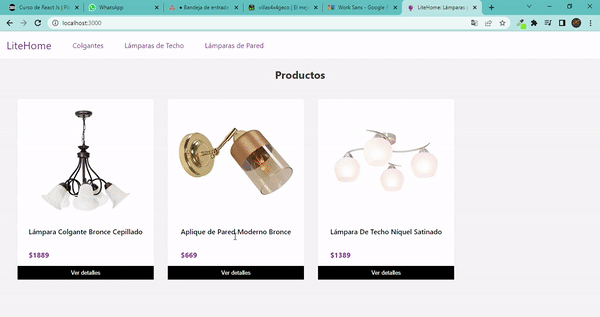 Curso de React Js | Pl
WhatsApp
Bandeja de entrada
villas4x4geco | El mej
Work Sans - Google F
LiteHome: Lámparas
localhost:3000
LiteHome
Colgantes
Lámparas de Techo
Lámparas de Pared
Productos
Lámpara Colgante Bronce Cepillado
Aplique de Pared Moderno Bronce
Lámpara De Techo Níquel Satinado
$1889
$669
$1389
Ver detalles
Ver detalles
Ver detalles